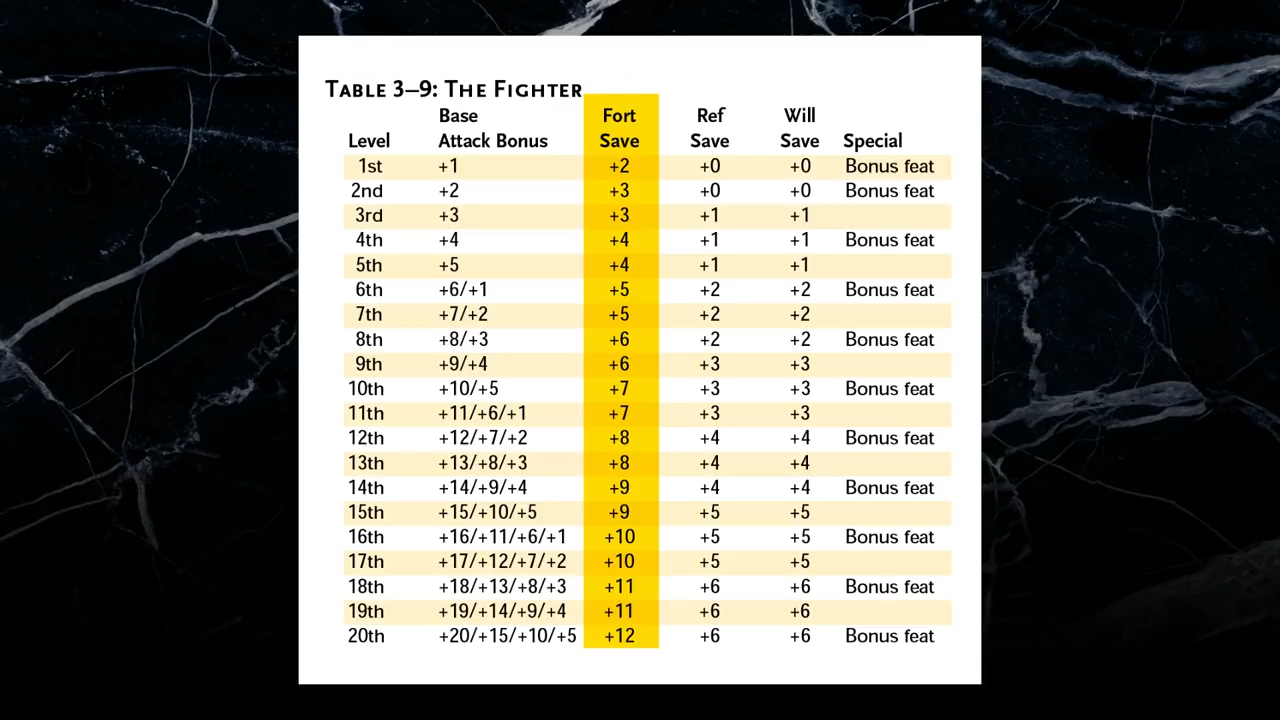 TABLE 3–9: THE FIGHTER
Base Fort Ref Will
Level Attack Bonus Save Save Save Special
1st +1 +2 +0 +0 Bonus feat
2nd +2 +3 +0 +0 Bonus feat
3rd +3 +3 +1 +1
4th +4 +4 +1 +1 Bonus feat
5th +5 +4 +1 +1
6th +6/+1 +5 +2 +2 Bonus feat
7th +7/+2 +5 +2 +2
8th +8/+3 +6 +2 +2 Bonus feat
9th +9/+4 +6 +3 +3
10th +10/+5 +7 +3 +3 Bonus feat
11th +11/+6/+1 +7 +3 +3
12th +12/+7/+2 +8 +4 +4 Bonus feat
13th +13/+8/+3 +8 +4 +4
14th +14/+9/+4 +9 +4 +4 Bonus feat
15th +15/+10/+5 +9 +5 +5
16th +16/+11/+6/+1 +10 +5 +5 Bonus feat
17th +17/+12/+7/+2 +10 +5 +5
18th +18/+13/+8/+3 +11 +6 +6 Bonus feat
19th +19/+14/+9/+4 +11 +6 +6
20th +20/+15/+10/+5 +12 +6 +6 Bonus feat